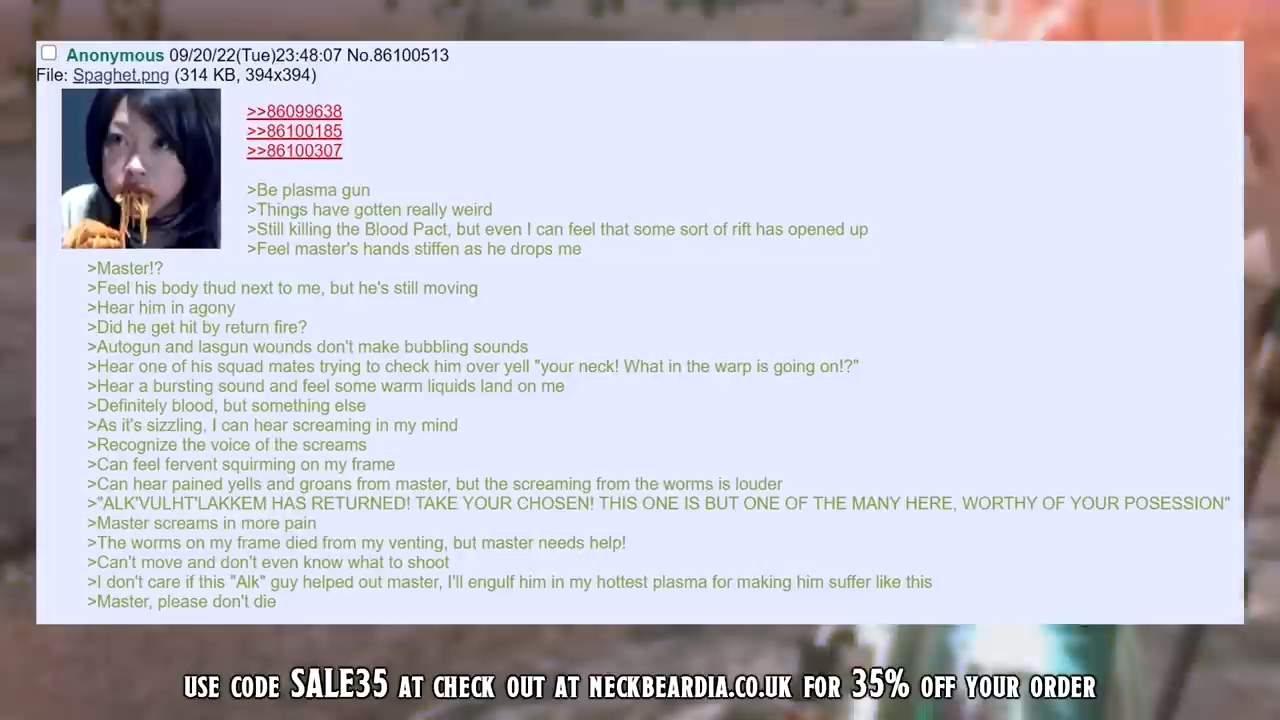 Anonymous 09/20/22(Tue)23:48:07 No.86100513
File: Spaghet.png (314 KB, 394x394)
>>86099638
>>86100185
>>86100307
>Be plasma gun
>Things have gotten really weird
>Still killing the Blood Pact, but even I can feel that some sort of rift has opened up
>Feel master's hands stiffen as he drops me
>Master!?
>Feel his body thud next to me, but he's still moving
>Hear him in agony
>Did he get hit by return fire?
>Autogun and lasgun wounds don't make bubbling sounds
>Hear one of his squad mates trying to check him over yell "your neck! What in the warp is going on!?"
>Hear a bursting sound and feel some warm liquids land on me
>Definitely blood, but something else
>As it's sizzling, I can hear screaming in my mind
>Recognize the voice of the screams
>Can feel fervent squirming on my frame
>Can hear pained yells and groans from master, but the screaming from the worms is louder
>"ALK'VULHT'LAKKEM HAS RETURNED! TAKE YOUR CHOSEN! THIS ONE IS BUT ONE OF THE MANY HERE, WORTHY OF YOUR POSESSION"
>Master screams in more pain
>The worms on my frame died from my venting, but master needs help!
>Can't move and don't even know what to shoot
>I don't care if this "Alk" guy helped out master, I'll engulf him in my hottest plasma for making him suffer like this
>Master, please don't die
USE CODE SALE35 AT CHECK OUT AT NECKBEARDIA.CO.UK FOR 35% OFF YOUR ORDER